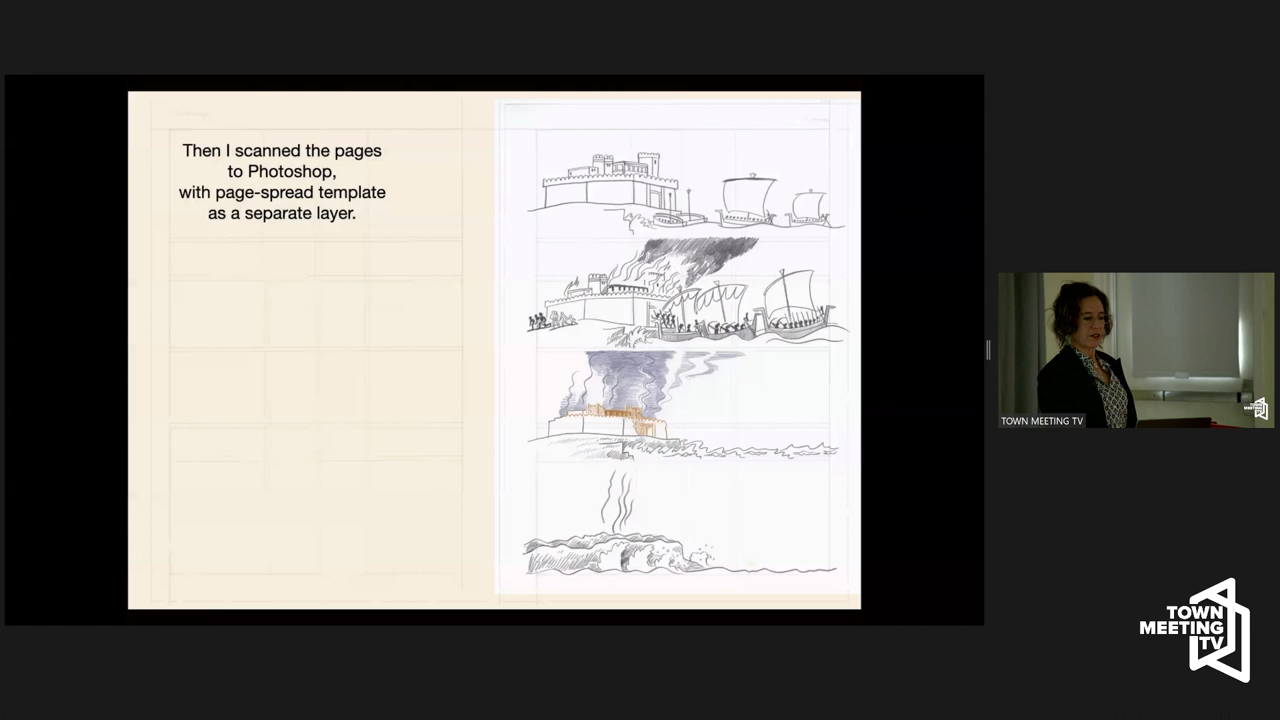 Then I scanned the pages
to Photoshop,
with page-spread template
as a separate layer.
TOWN MEETING TV
TOWN
MEETING
TV